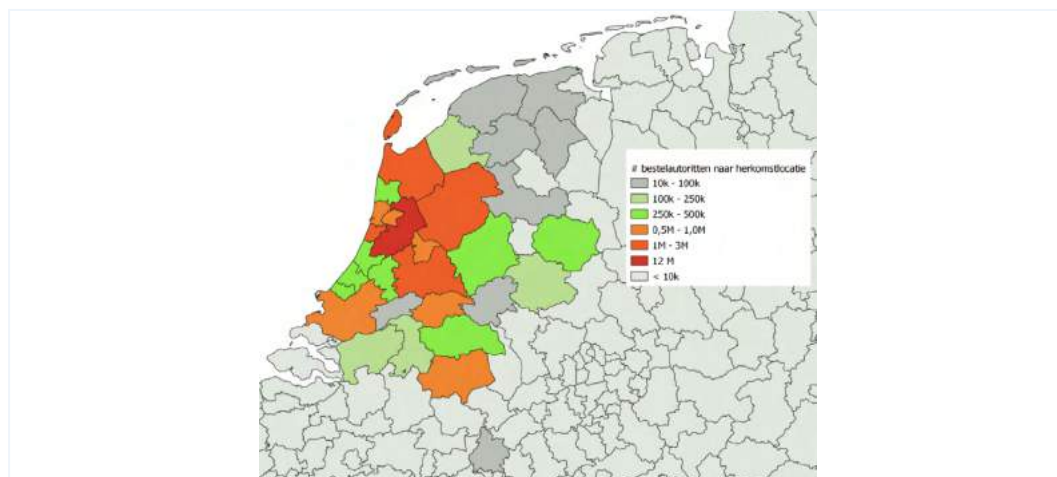 # bestelautoritten naar herkomstlocatie
10k - 100k
100k - 250k
250k - 500k
0,5M - 1,0M
1M - 3M
12 M
< 10k